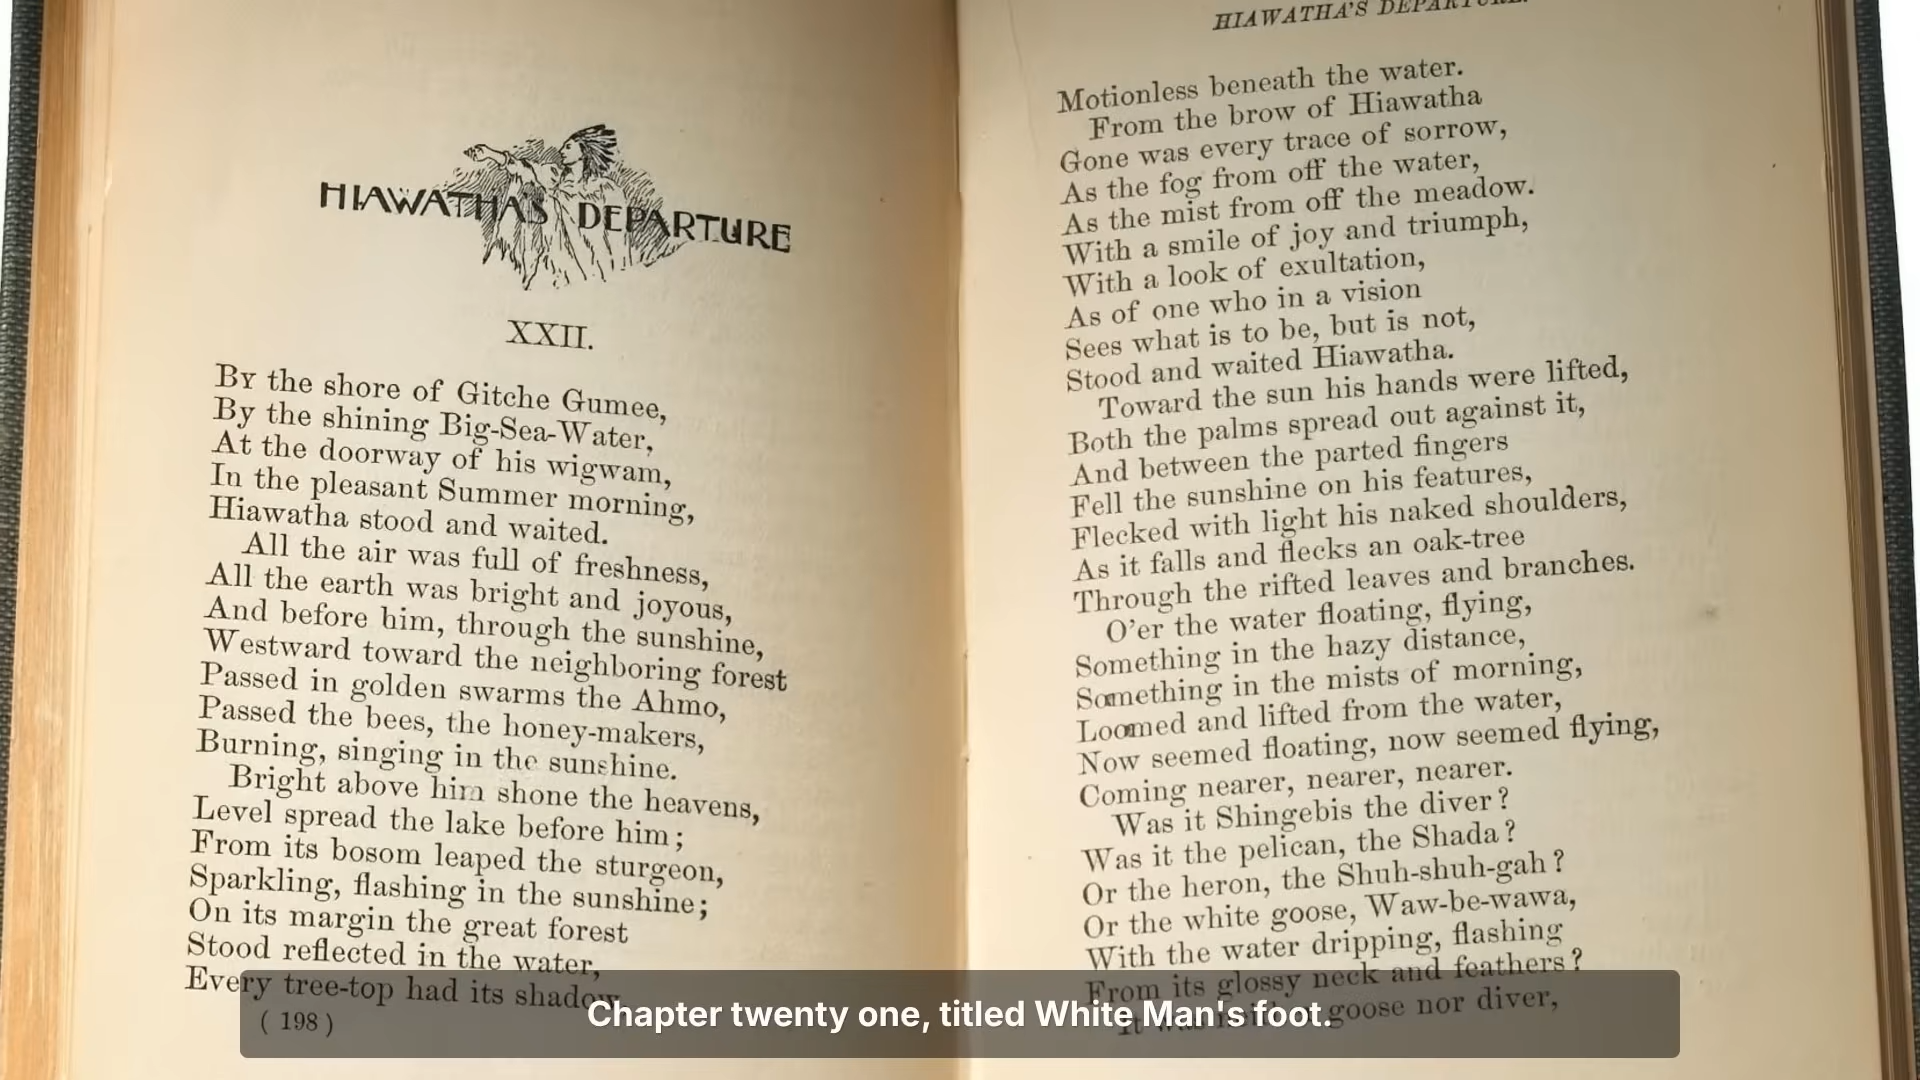 HIAWATHA'S DEPARTURE
XXII.
By the shore of Gitche Gumee,
By the shining Big-Sea-Water,
At the doorway of his wigwam,
In the pleasant Summer morning,
Hiawatha stood and waited.
All the air was full of freshness,
All the earth was bright and joyous,
And before him, through the sunshine,
Westward toward the neighboring forest
Passed in golden swarms the Ahmo,
Passed the bees, the honey-makers,
Burning, singing in the sunshine.
Bright above him shone the heavens,
Level spread the lake before him;
From its bosom leaped the sturgeon,
Sparkling, flashing in the sunshine;
On its margin the great forest
Stood reflected in the water,
Every tree-top had its shadow,
( 198 )
HIAWATHA'S DEPARTURE.
Motionless beneath the water.
From the brow of Hiawatha
Gone was every trace of sorrow,
As the fog from off the water,
As the mist from off the meadow.
With a smile of joy and triumph,
With a look of exultation,
As of one who in a vision
Sees what is to be, but is not,
Stood and waited Hiawatha.
Toward the sun his hands were lifted,
Both the palms spread out against it,
And between the parted fingers
Fell the sunshine on his features,
Flecked with light his naked shoulders,
As it falls and flecks an oak-tree
Through the rifted leaves and branches.
O'er the water floating, flying,
Something in the hazy distance,
Something in the mists of morning,
Loomed and lifted from the water,
Now seemed floating, now seemed flying,
Coming nearer, nearer, nearer.
Was it Shingebis the diver?
Was it the pelican, the Shada?
Or the heron, the Shuh-shuh-gah?
Or the white goose, Waw-be-wawa,
With the water dripping, flashing
From its glossy neck and feathers?
It was goose nor diver,
Chapter twenty one, titled White Man's foot.